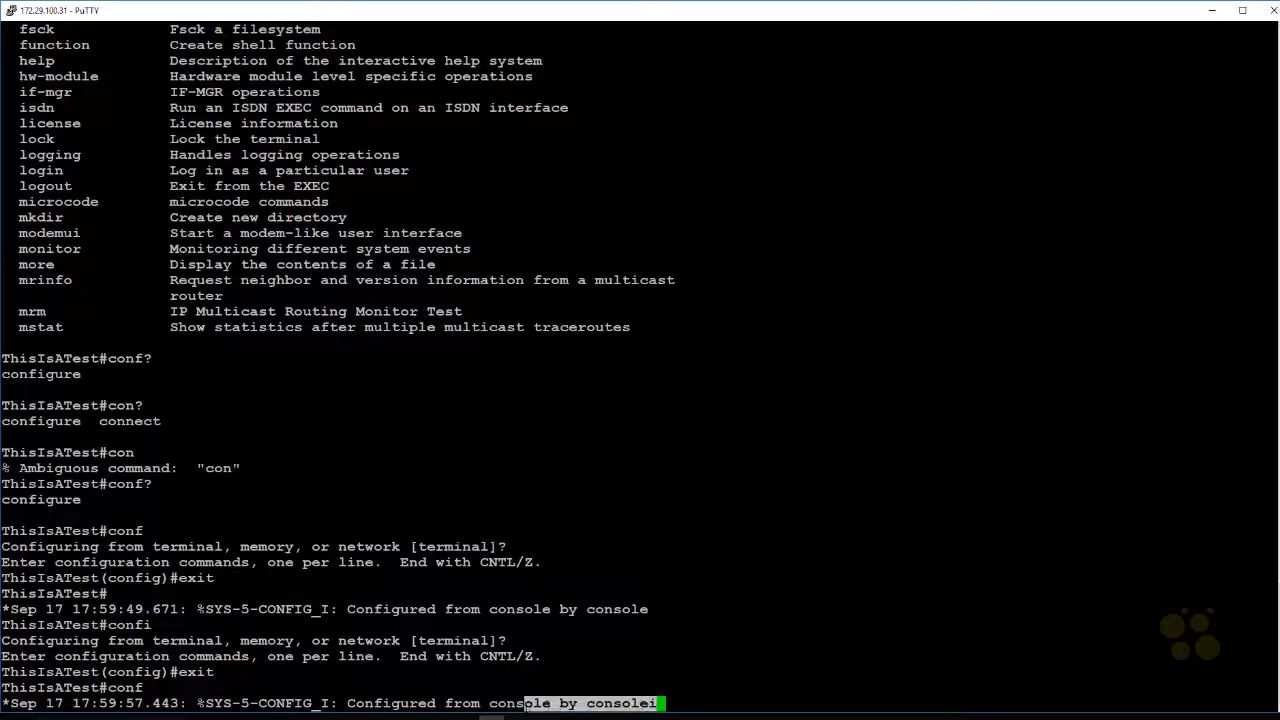 172.29.100.31 - PuTTY
fsck Fsck a filesystem
function Create shell function
help Description of the interactive help system
hw-module Hardware module level specific operations
if-mgr IF-MGR operations
isdn Run an ISDN EXEC command on an ISDN interface
license License information
lock Lock the terminal
logging Handles logging operations
login Log in as a particular user
logout Exit from the EXEC
microcode microcode commands
mkdir Create new directory
modemui Start a modem-like user interface
monitor Monitoring different system events
more Display the contents of a file
mrinfo Request neighbor and version information from a multicast
router
mrm IP Multicast Routing Monitor Test
mstat Show statistics after multiple multicast traceroutes
ThisIsATest#conf?
configure
ThisIsATest#con?
configure connect
ThisIsATest#con
% Ambiguous command: "con"
ThisIsATest#conf?
configure
ThisIsATest#conf
Configuring from terminal, memory, or network [terminal]?
Enter configuration commands, one per line. End with CNTL/Z.
ThisIsATest(config)#exit
ThisIsATest#
*Sep 17 17:59:49.671: %SYS-5-CONFIG_I: Configured from console by console
ThisIsATest#confi
Configuring from terminal, memory, or network [terminal]?
Enter configuration commands, one per line. End with CNTL/Z.
ThisIsATest(config)#exit
ThisIsATest#conf
*Sep 17 17:59:57.443: %SYS-5-CONFIG_I: Configured from console by consolei